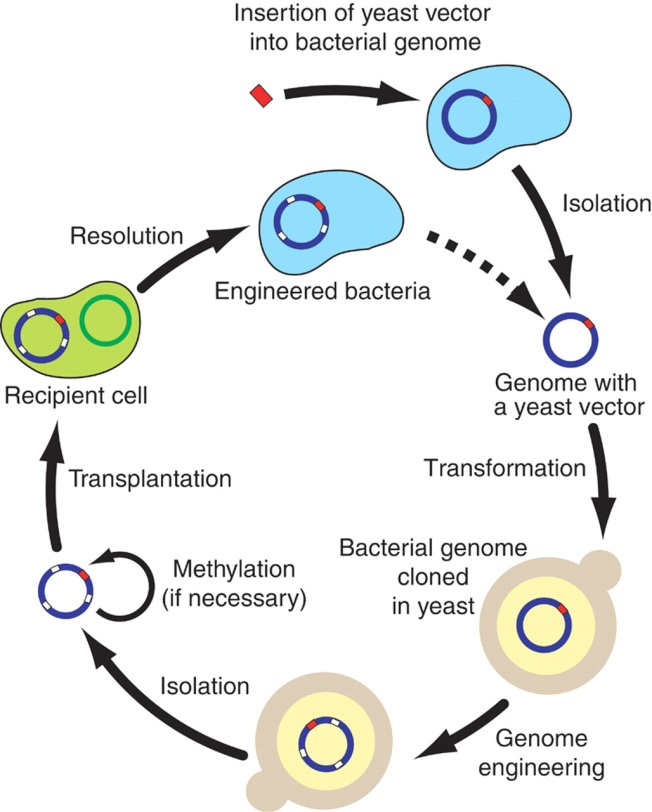 Insertion of yeast vector
into bacterial genome
Isolation
Resolution
Engineered bacteria
Genome with
a yeast vector
Recipient cell
Transformation
Transplantation
Bacterial genome
cloned
in yeast
Methylation
(if necessary)
Isolation
Genome
engineering